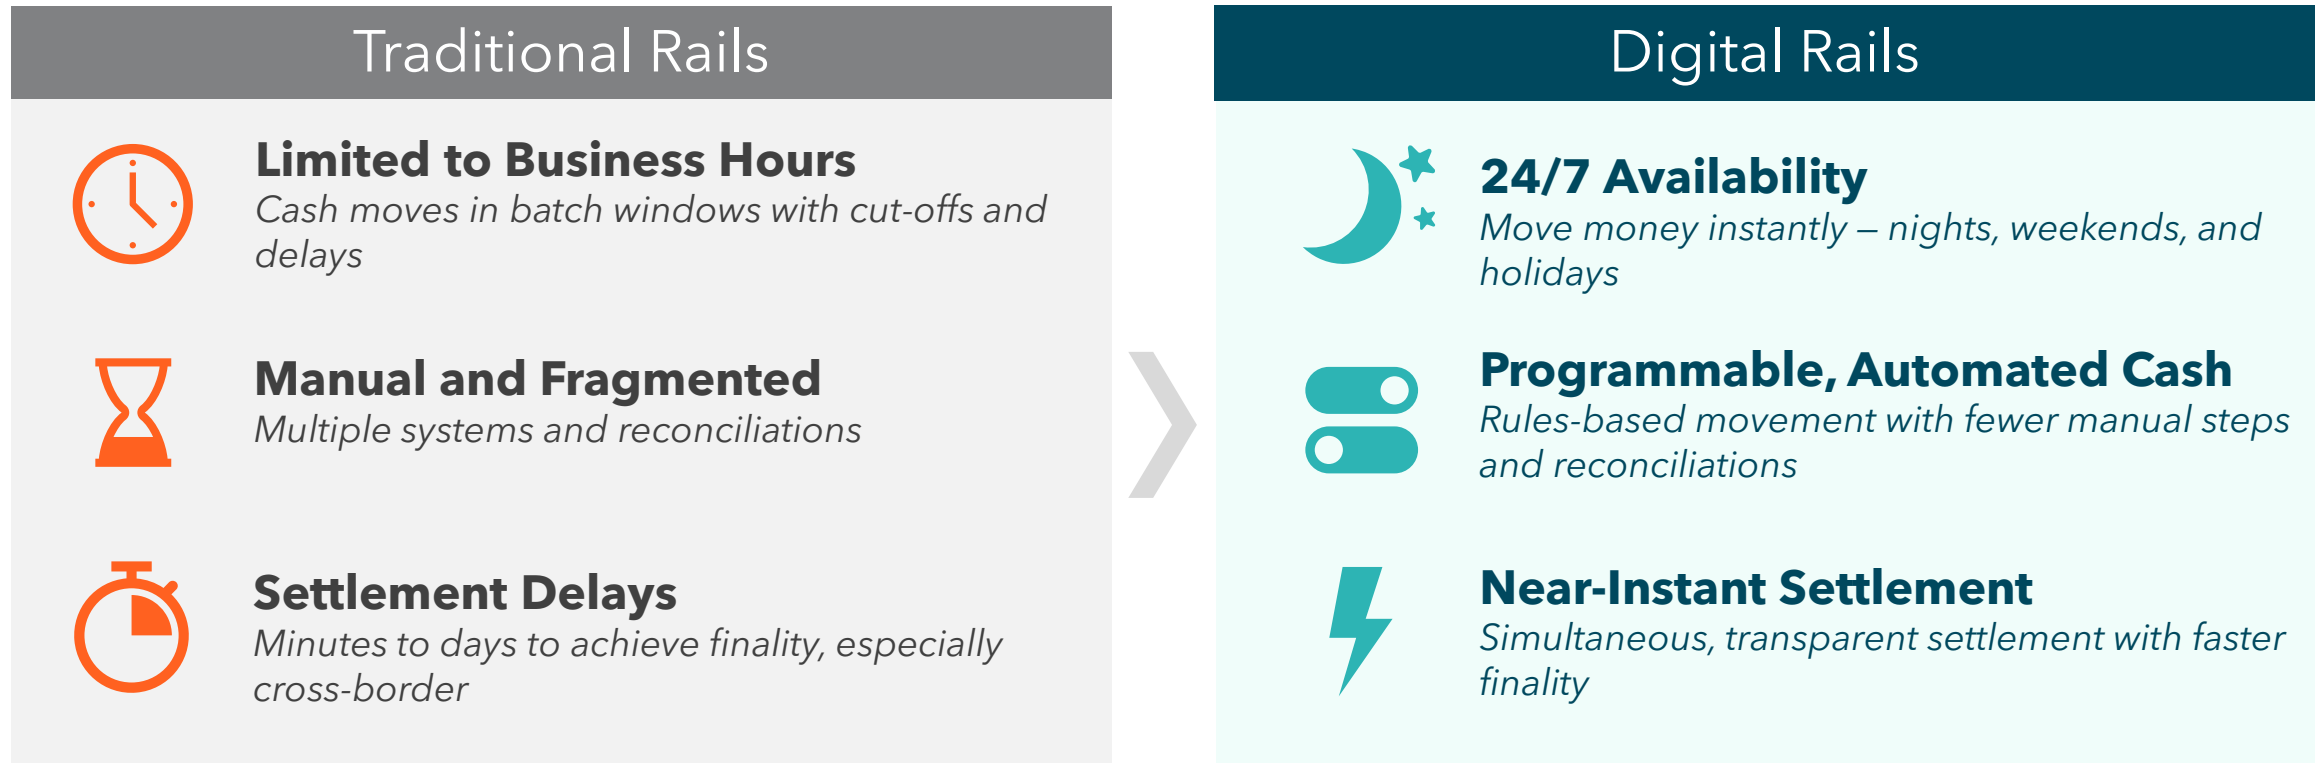 Traditional Rails
Limited to Business Hours
Cash moves in batch windows with cut-offs and
delays
Manual and Fragmented
Multiple systems and reconciliations
Settlement Delays
Minutes to days to achieve finality, especially
cross-border
Digital Rails
24/7 Availability
Move money instantly – nights, weekends, and
holidays
Programmable, Automated Cash
Rules-based movement with fewer manual steps
and reconciliations
Near-Instant Settlement
Simultaneous, transparent settlement with faster
finality